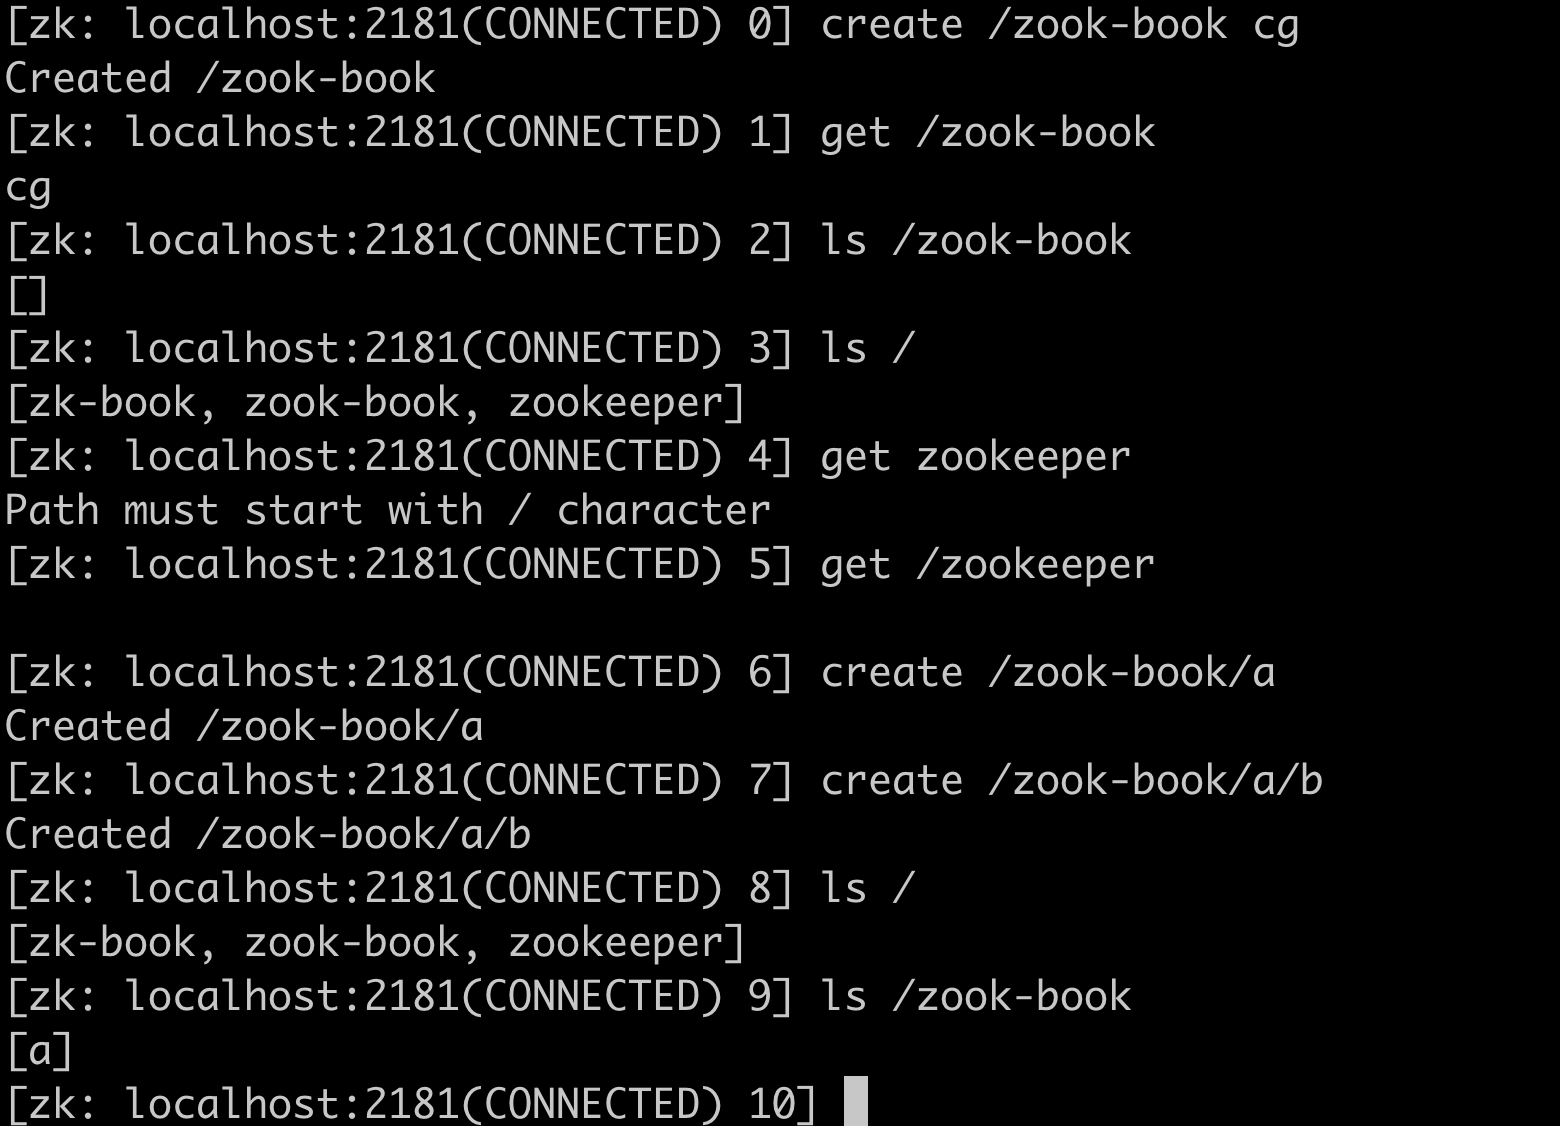 [zk: localhost:2181(CONNECTED) 0] create /zook-book cg
Created /zook-book
[zk: localhost:2181(CONNECTED) 1] get /zook-book
cg
[zk: localhost:2181(CONNECTED) 2] ls /zook-book
[]
[zk: localhost:2181(CONNECTED) 3] ls /
[zk-book, zook-book, zookeeper]
[zk: localhost:2181(CONNECTED) 4] get zookeeper
Path must start with / character
[zk: localhost:2181(CONNECTED) 5] get /zookeeper

[zk: localhost:2181(CONNECTED) 6] create /zook-book/a
Created /zook-book/a
[zk: localhost:2181(CONNECTED) 7] create /zook-book/a/b
Created /zook-book/a/b
[zk: localhost:2181(CONNECTED) 8] ls /
[zk-book, zook-book, zookeeper]
[zk: localhost:2181(CONNECTED) 9] ls /zook-book
[a]
[zk: localhost:2181(CONNECTED) 10]